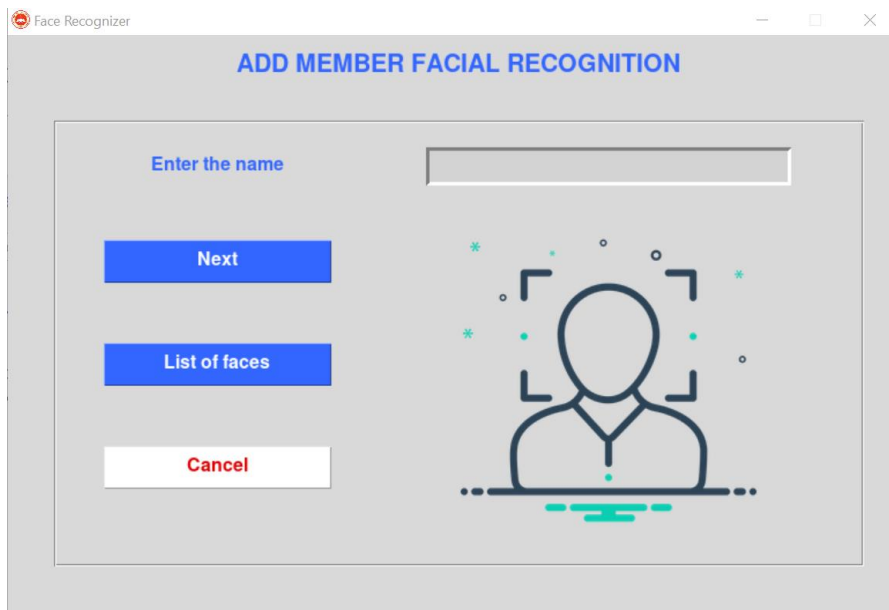 Face Recognizer
ADD MEMBER FACIAL RECOGNITION
Enter the name
Next
List of faces
Cancel